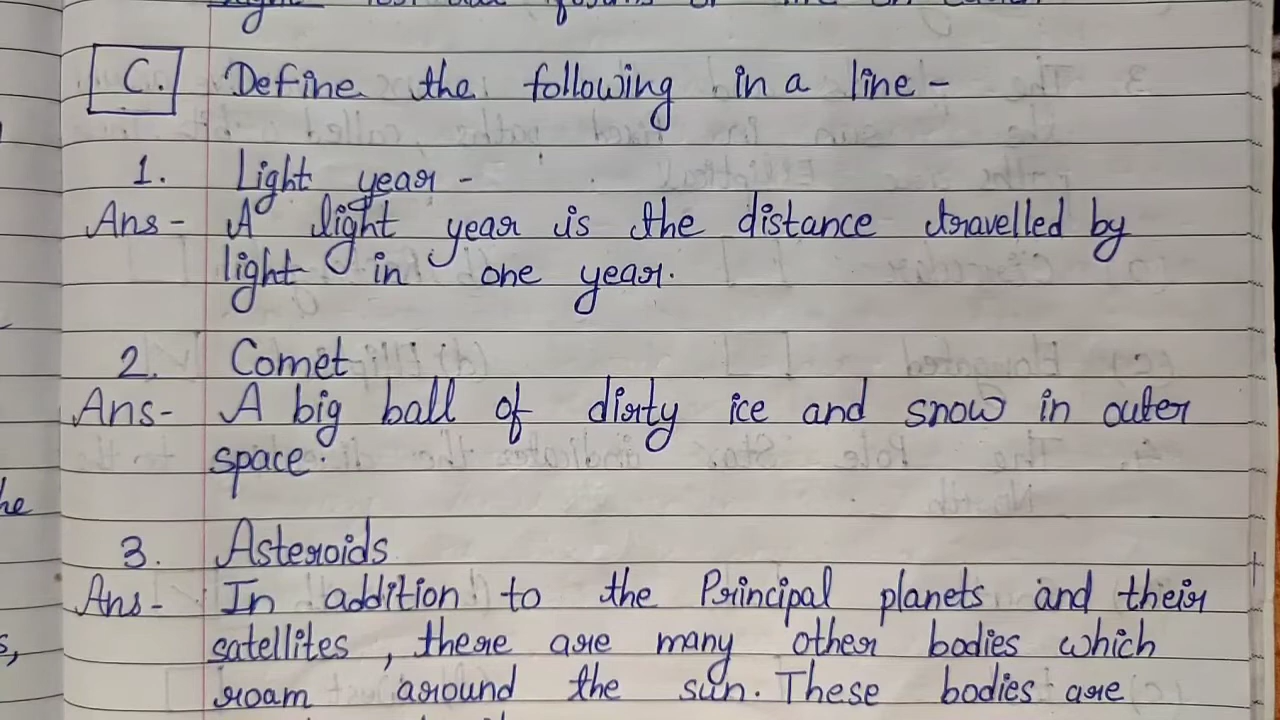 C. Define the following in a line -
1. Light year -
Ans - A light year is the distance travelled by
light in one year.
2. Comet
Ans- A big ball of dirty ice and snow in outer
space.
3. Asteroids
Ans- In addition to the Principal planets and their
satellites, there are many other bodies which
roam around the sun. These bodies are